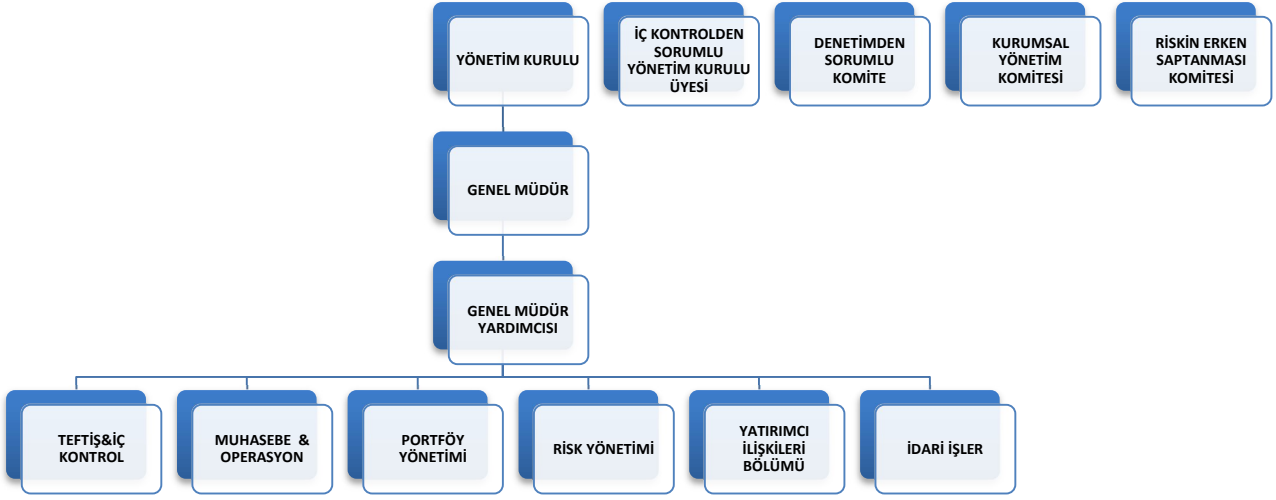 YÖNETİM KURULU
İÇ KONTROLDEN
SORUMLU
YÖNETİM KURULU
ÜYESİ
DENETİMDEN
SORUMLU
KOMİTE
KURUMSAL
YÖNETİM
KOMİTESİ
RİSKİN ERKEN
SAPTANMASI
KOMİTESİ
GENEL MÜDÜR
GENEL MÜDÜR
YARDIMCISI
TEFTİŞ&İÇ
KONTROL
MUHASEBE &
OPERASYON
PORTFÖY
YÖNETİMİ
RİSK YÖNETİMİ
YATIRIMCI
İLİŞKİLERİ
BÖLÜMÜ
İDARİ İŞLER